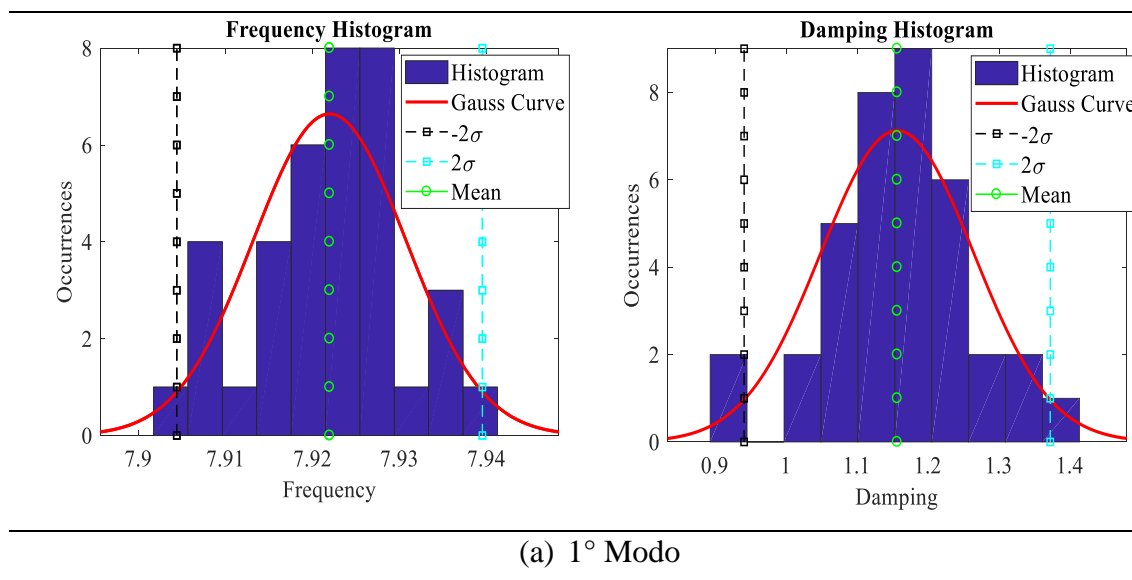 Frequency Histogram
8
6
4
2
0
Occurrences
7.9 7.91 7.92 7.93 7.94
Frequency
Histogram
Gauss Curve
-2σ
2σ
Mean
Damping Histogram
8
6
4
2
0
Occurrences
0.9 1 1.1 1.2 1.3 1.4
Damping
Histogram
Gauss Curve
-2σ
2σ
Mean
(a) 1° Modo